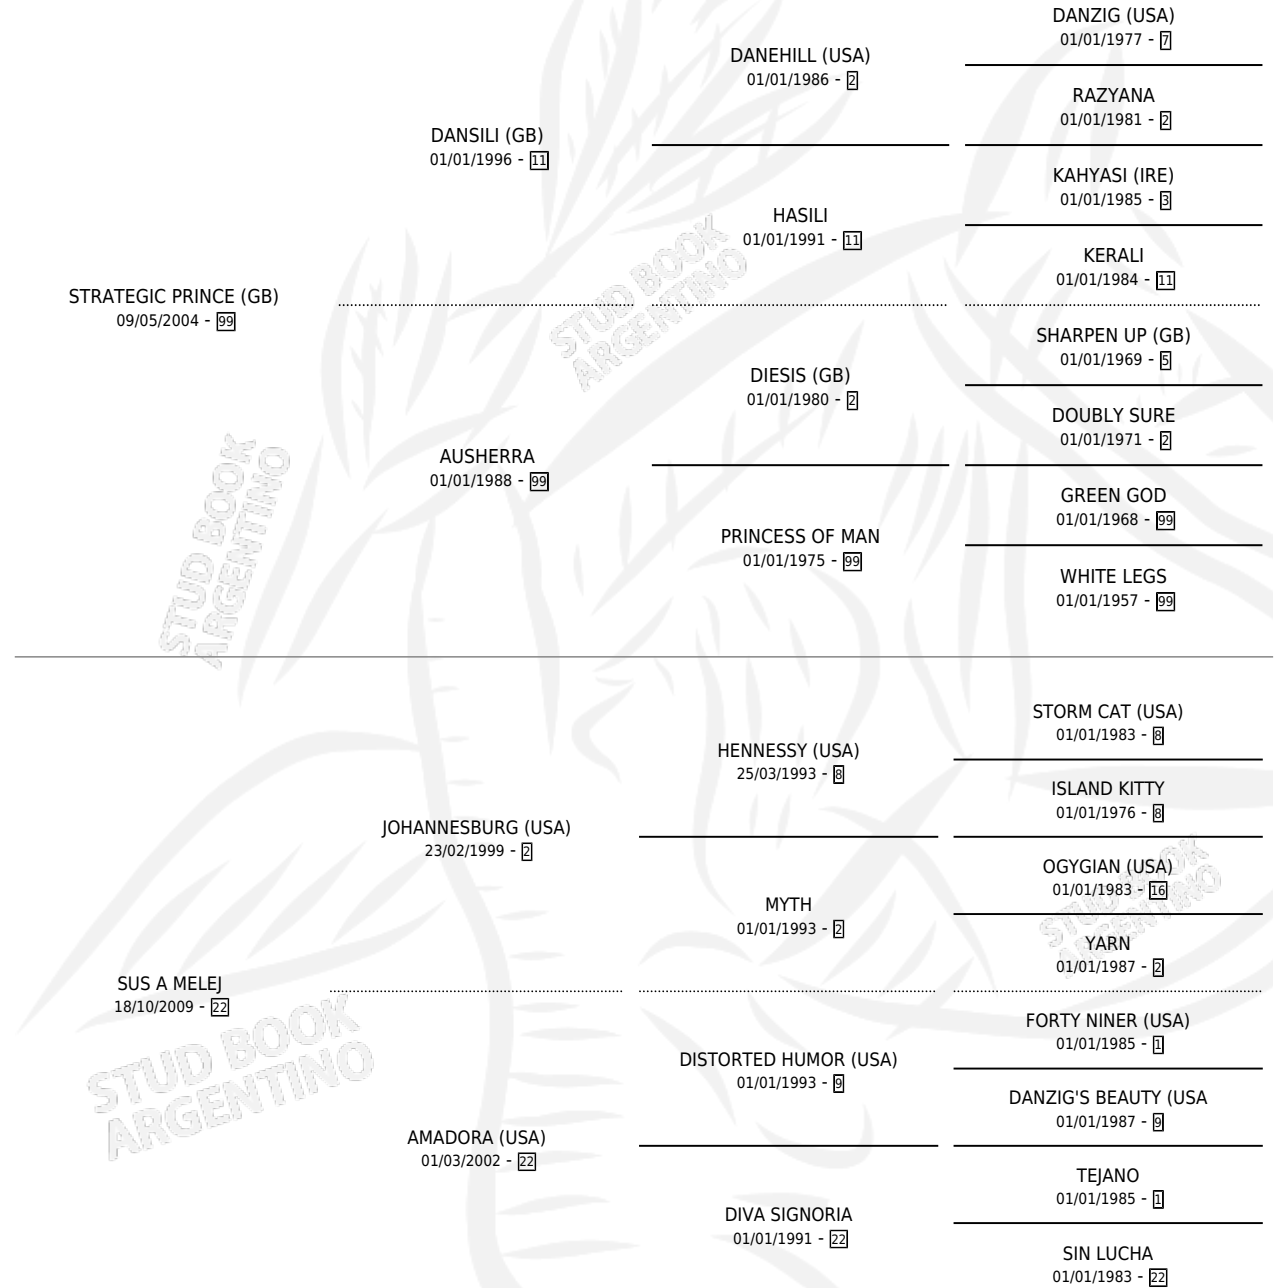 DANZIG (USA)
01/01/1977 - 7
DANEHILL (USA)
01/01/1986 - 2
RAZYANA
01/01/1981 - 2
DANSILI (GB)
01/01/1996 - 11
KAHYASI (IRE)
01/01/1985 - 3
HASILI
01/01/1991 - 11
KERALI
01/01/1984 - 11
STRATEGIC PRINCE (GB)
09/05/2004 - 99
SHARPEN UP (GB)
01/01/1969 - 5
DIESIS (GB)
01/01/1980 - 2
DOUBLY SURE
01/01/1971 - 2
AUSHERRA
01/01/1988 - 99
GREEN GOD
01/01/1968 - 99
PRINCESS OF MAN
01/01/1975 - 99
WHITE LEGS
01/01/1957 - 99
STORM CAT (USA)
01/01/1983 - 8
HENNESSY (USA)
25/03/1993 - 8
ISLAND KITTY
01/01/1976 - 8
JOHANNESBURG (USA)
23/02/1999 - 2
OGYGIAN (USA)
01/01/1983 - 16
MYTH
01/01/1993 - 2
YARN
01/01/1987 - 2
SUS A MELEJ
18/10/2009 - 22
FORTY NINER (USA)
01/01/1985 - 1
DISTORTED HUMOR (USA)
01/01/1993 - 9
DANZIG'S BEAUTY (USA
01/01/1987 - 9
AMADORA (USA)
01/03/2002 - 22
TEJANO
01/01/1985 - 1
DIVA SIGNORIA
01/01/1991 - 22
SIN LUCHA
01/01/1983 - 22
STUD BOOK
ARGENTINO
STUD BOOK
ARGENTINO
STUD BOOK
ARGENTINO
STUD BOOK
ARGENTINO